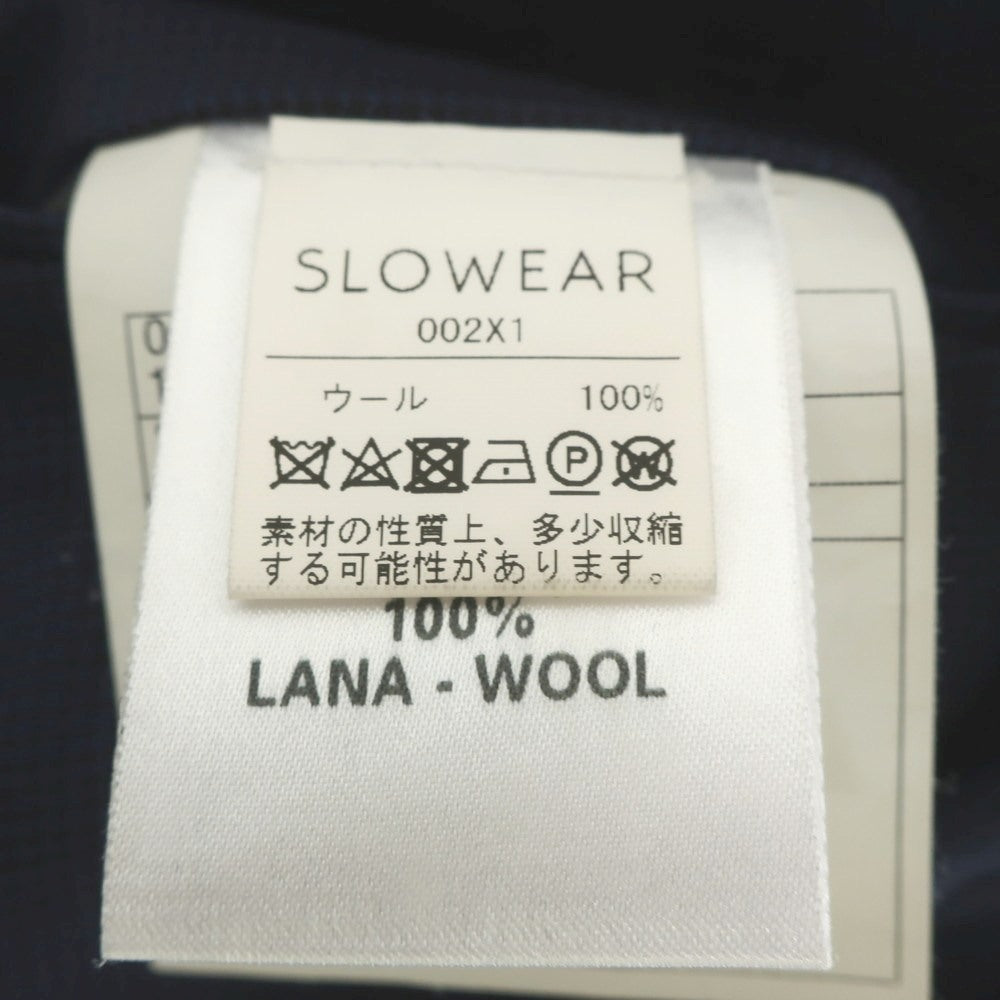 SLOWEAR
002X1
ウール 100%
P W
素材の性質上、多少収縮
する可能性があります。
100%
LANA - WOOL